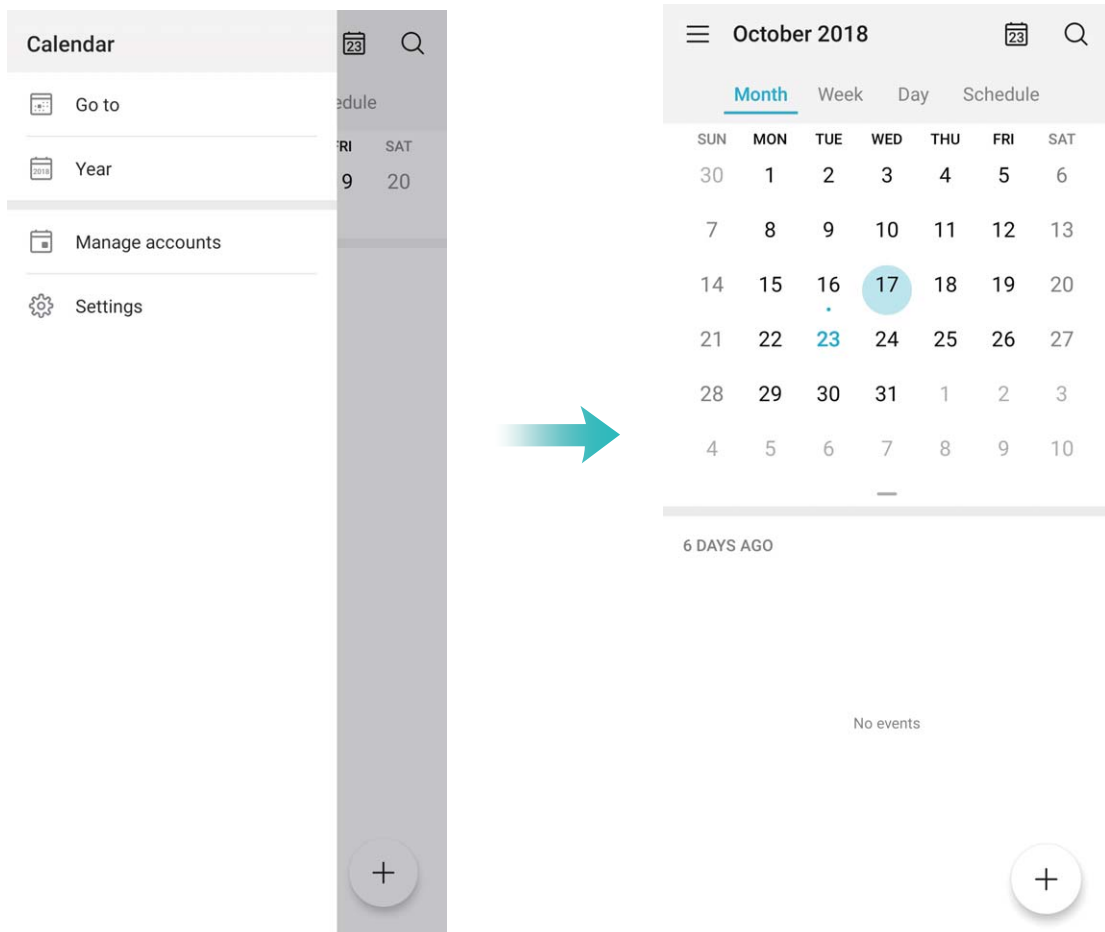 Calendar
23
Go to
edule
FRI SAT
2018 Year
9 20
Manage accounts
Settings
+
October 2018 23
Month Week Day Schedule
SUN MON TUE WED THU FRI SAT
30 1 2 3 4 5 6
7 8 9 10 11 12 13
14 15 16 17 18 19 20
21 22 23 24 25 26 27
28 29 30 31 1 2 3
4 5 6 7 8 9 10
6 DAYS AGO
No events
+